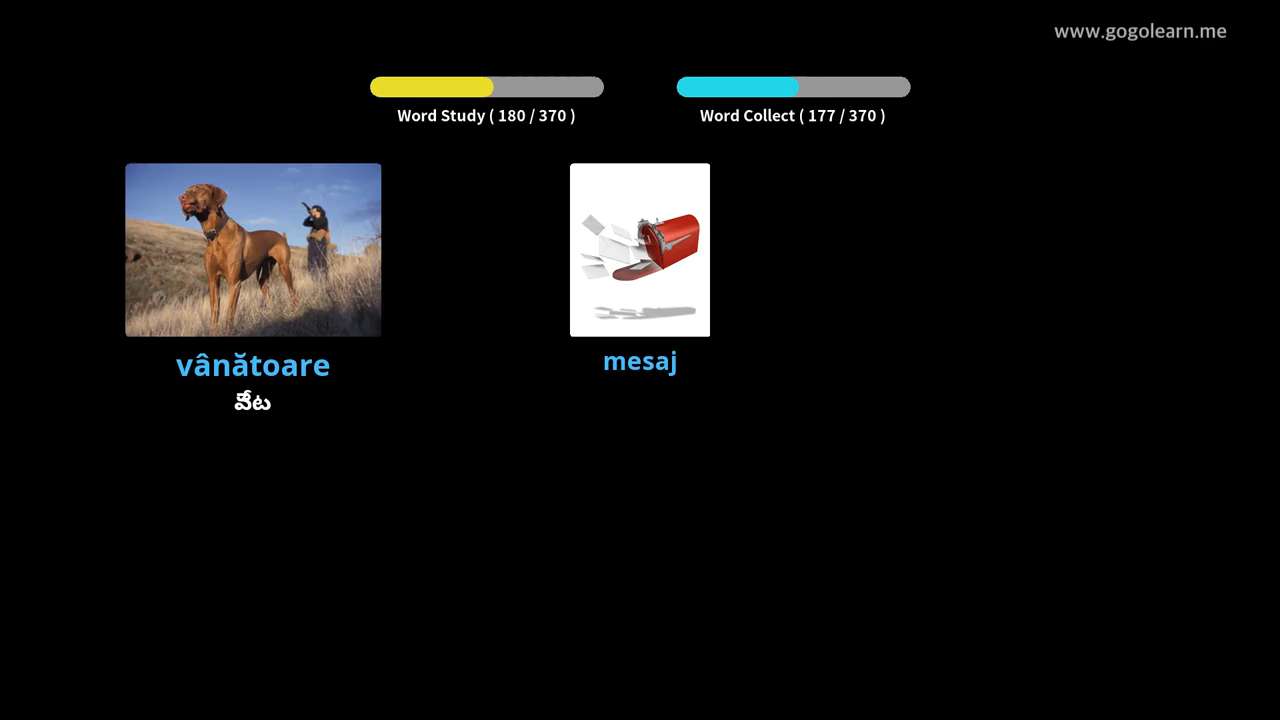 www.gogolearn.me
Word Study ( 180 / 370 )
Word Collect ( 177 / 370 )
vânătoare
వేట
mesaj